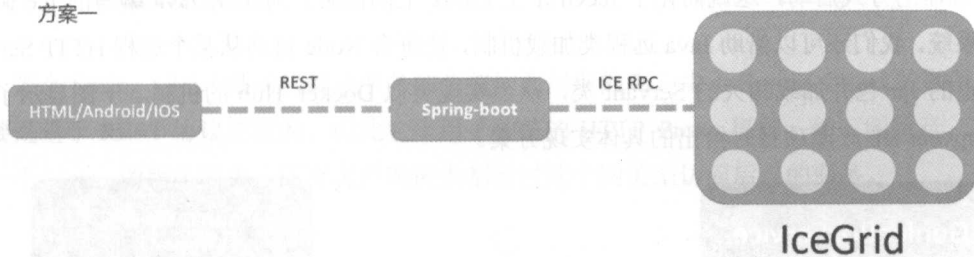 方案一
REST
ICE RPC
HTML/Android/IOS
Spring-boot
IceGrid